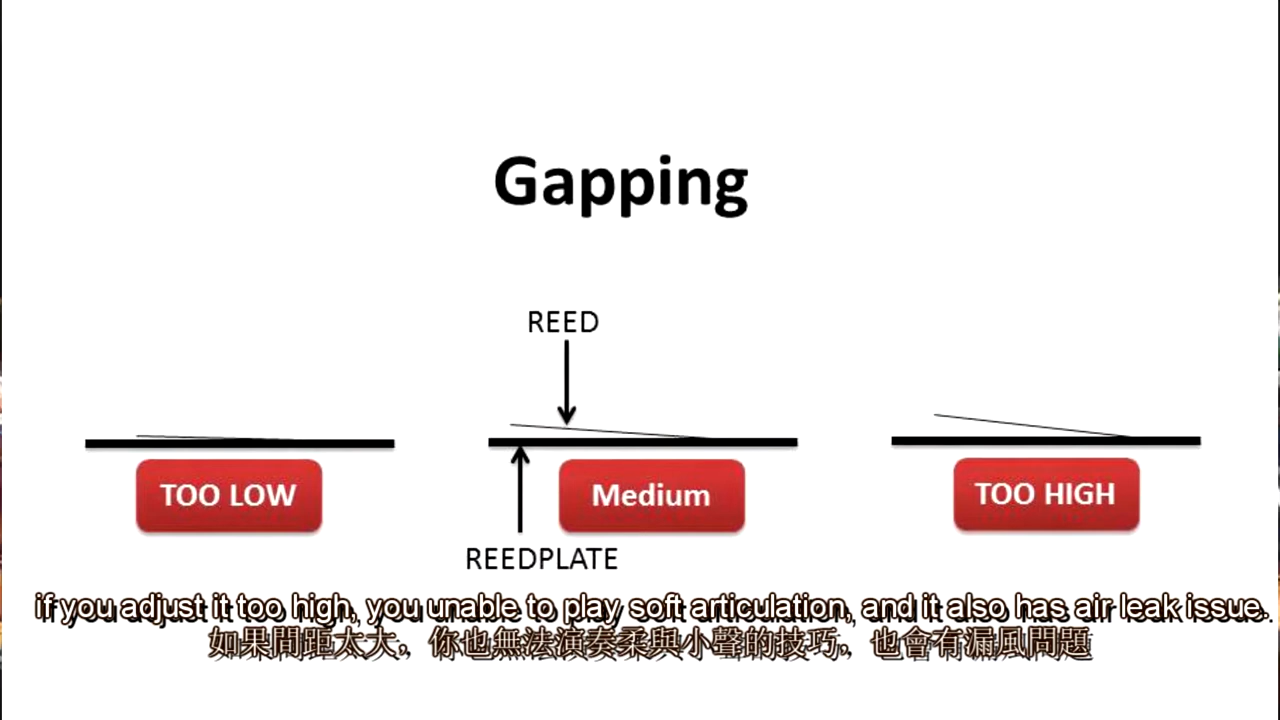 Gapping
REED
TOO LOW
Medium
TOO HIGH
REEDPLATE
if you adjust it too high, you unable to play soft articulation, and it also has air leak issue.
如果間距太大，你也無法演奏柔與小聲的技巧，也會有漏風問題